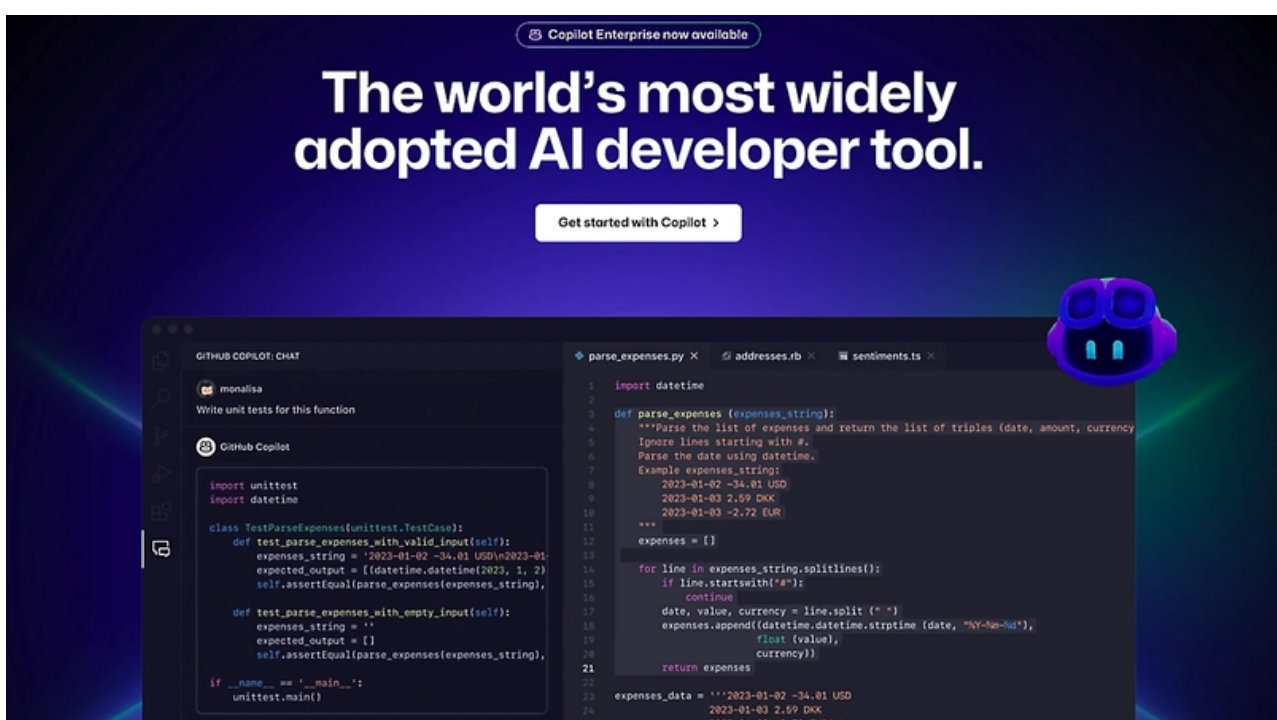 Copilot Enterprise now available
The world's most widely
adopted AI developer tool.
Get started with Copilot >
GITHUB COPILOT: CHAT
monalisa
Write unit tests for this function
GitHub Copilot
import unittest
import datetime
class TestParseExpenses(unittest.TestCase):
def test_parse_expenses_with_valid_input(self):
expenses_string = '2023-01-02 -34.01 USD\n2023-01-
expected_output = [(datetime.datetime(2023, 1, 2)
self.assertEqual(parse_expenses(expenses_string),
def test_parse_expenses_with_empty_input(self):
expenses_string = ''
expected_output = []
self.assertEqual(parse_expenses(expenses_string),
if __name__ == '__main__':
unittest.main()
parse_expenses.py ×
addresses.rb ×
sentiments.ts ×
1 import datetime
2
3 def parse_expenses (expenses_string):
4 """Parse the list of expenses and return the list of triples (date, amount, currency
5 Ignore lines starting with #.
6 Parse the date using datetime.
7 Example expenses_string:
8 2023-01-02 -34.01 USD
9 2023-01-03 2.59 DKK
10 2023-01-03 -2.72 EUR
11 """
12 expenses = []
13
14 for line in expenses_string.splitlines():
15 if line.startswith("#"):
16 continue
17 date, value, currency = line.split (" ")
18 expenses.append((datetime.datetime.strptime (date, "%Y-%m-%d"),
19 float (value),
20 currency))
21 return expenses
22
23 expenses_data = '''2023-01-02 -34.01 USD
24 2023-01-03 2.59 DKK